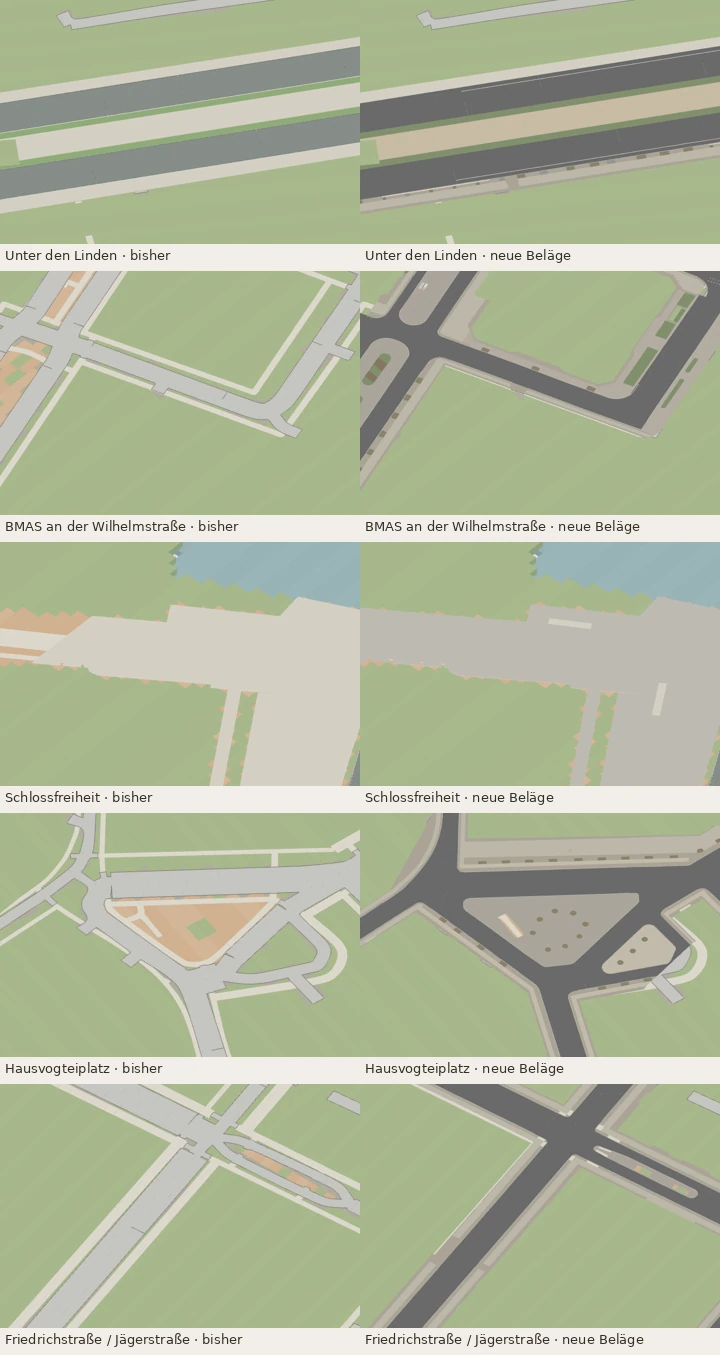 Unter den Linden · bisher
Unter den Linden · neue Beläge
BMAS an der Wilhelmstraße · bisher
BMAS an der Wilhelmstraße · neue Beläge
Schlossfreiheit · bisher
Schlossfreiheit · neue Beläge
Hausvogteiplatz · bisher
Hausvogteiplatz · neue Beläge
Friedrichstraße / Jägerstraße · bisher
Friedrichstraße / Jägerstraße · neue Beläge